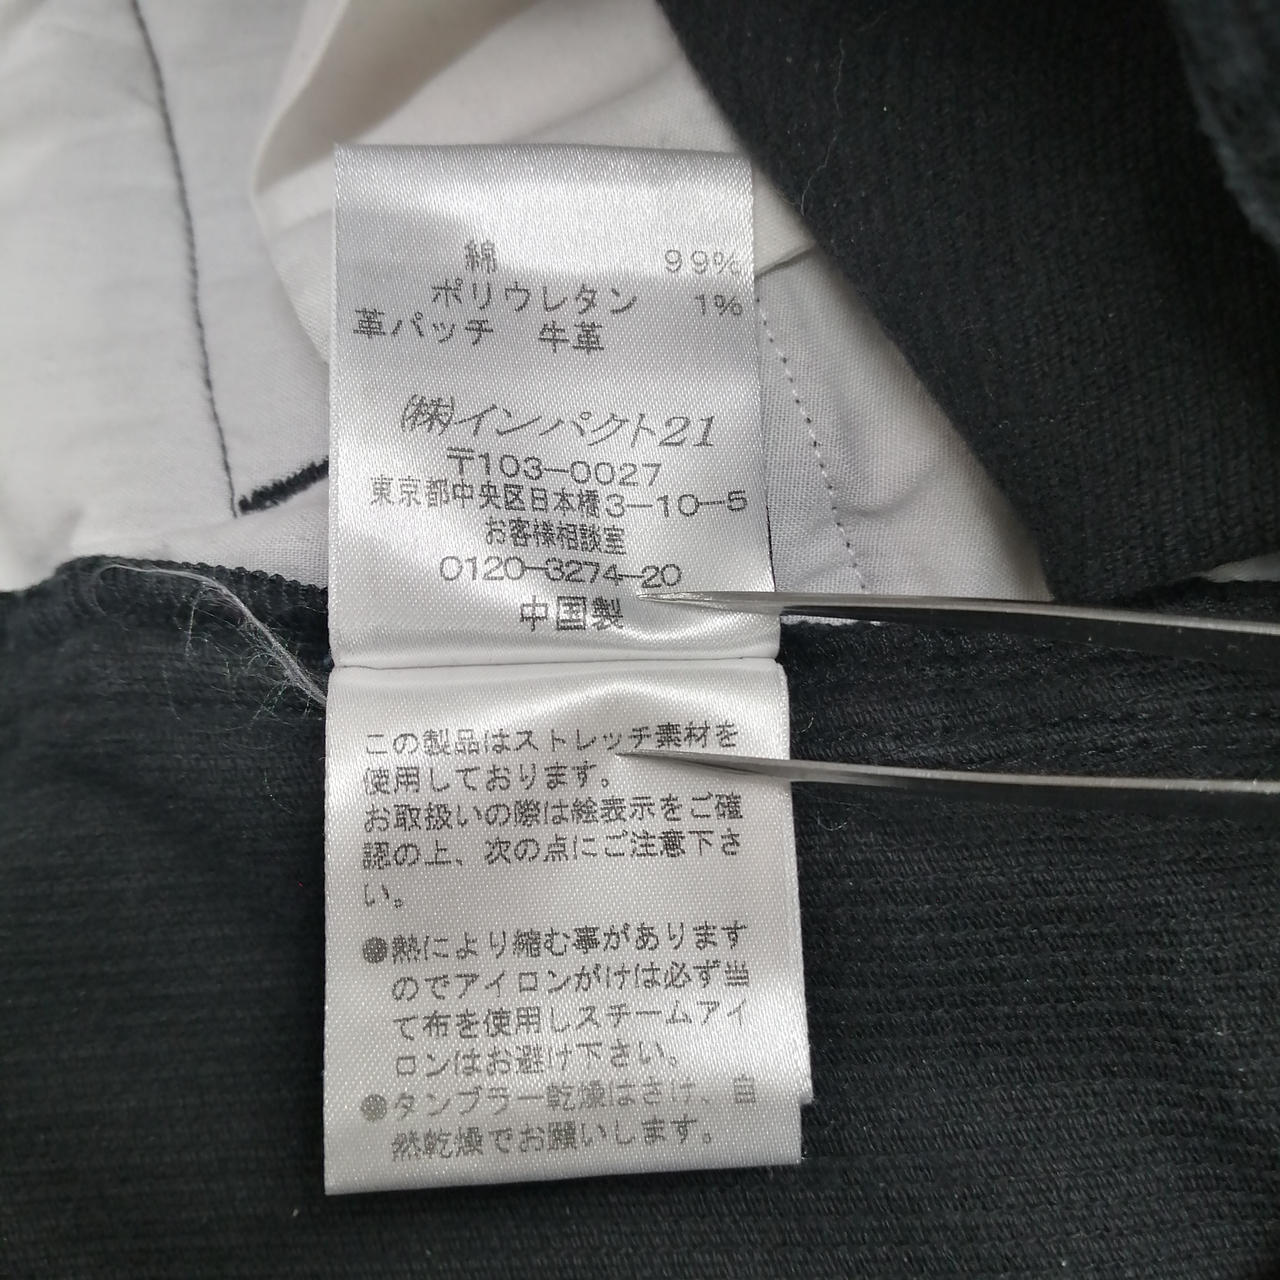 綿 99%
ポリウレタン 1%
革パッチ 牛革
(株)インパクト21
〒103-0027
東京都中央区日本橋3-10-5
お客様相談室
0120-3274-20
中国製
この製品はストレッチ素材を
使用しております。
お取扱いの際は絵表示をご確
認の上、次の点にご注意下さ
い。
●熱により縮む事があります
のでアイロンがけは必ず当
て布を使用しスチームアイ
ロンはお避け下さい。
●タンブラー乾燥はさけ、自
然乾燥でお願いします。